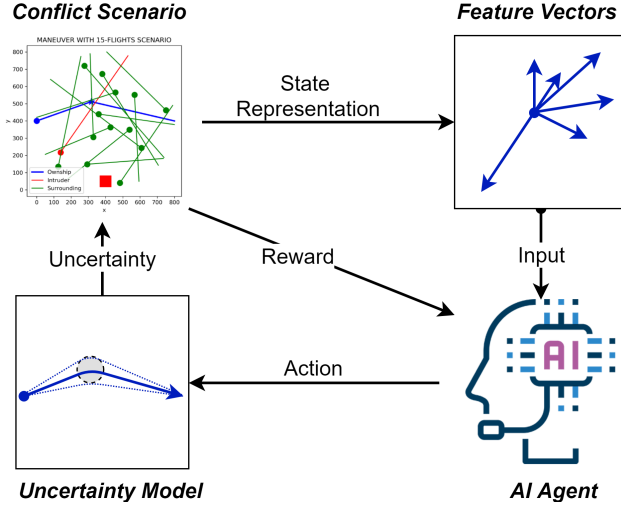 Conflict Scenario
Feature Vectors
MANEUVER WITH 15-FLIGHTS SCENARIO
800
700
600
500
400
300
200
100
0
y
Ownship
Intruder
Surrounding
0 100 200 300 400 500 600 700 800
x
State
Representation
Uncertainty
Reward
Input
Action
AI
Uncertainty Model
AI Agent